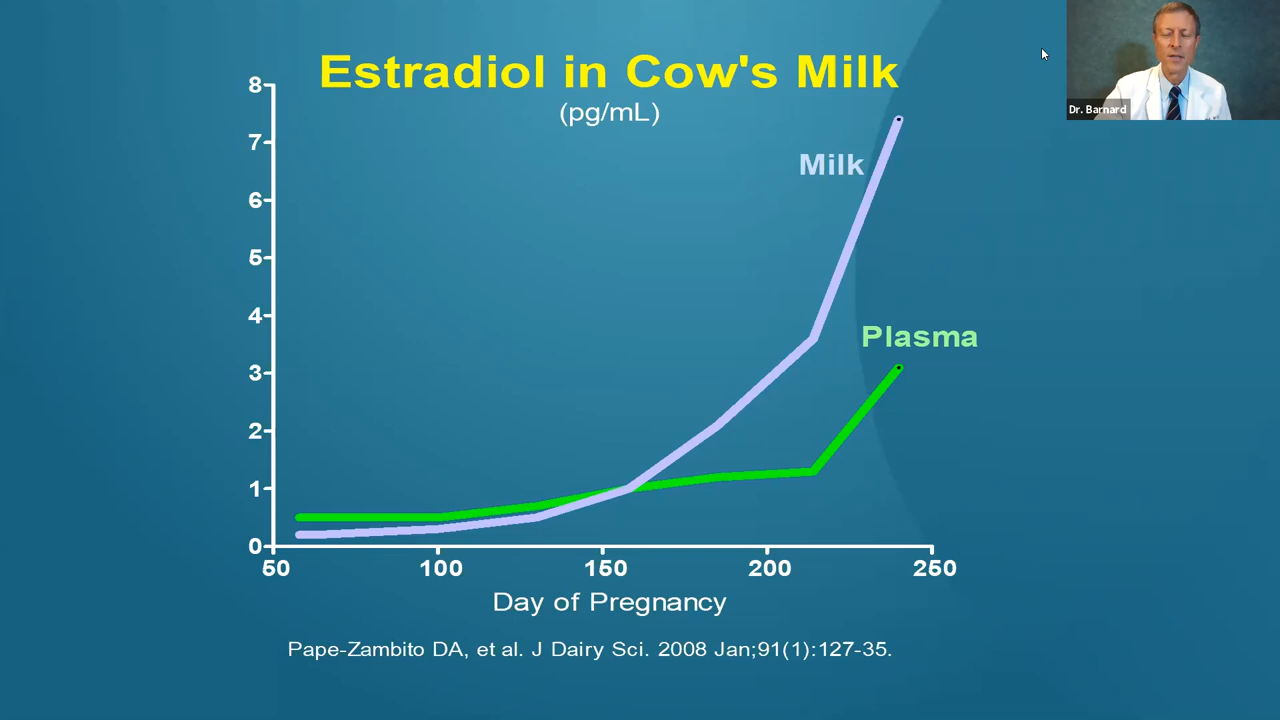 Estradiol in Cow's Milk
(pg/mL)
Dr. Barnard
8
7
6
5
4
3
2
1
0
Milk
Plasma
50 100 150 200 250
Day of Pregnancy
Pape-Zambito DA, et al. J Dairy Sci. 2008 Jan;91(1):127-35.